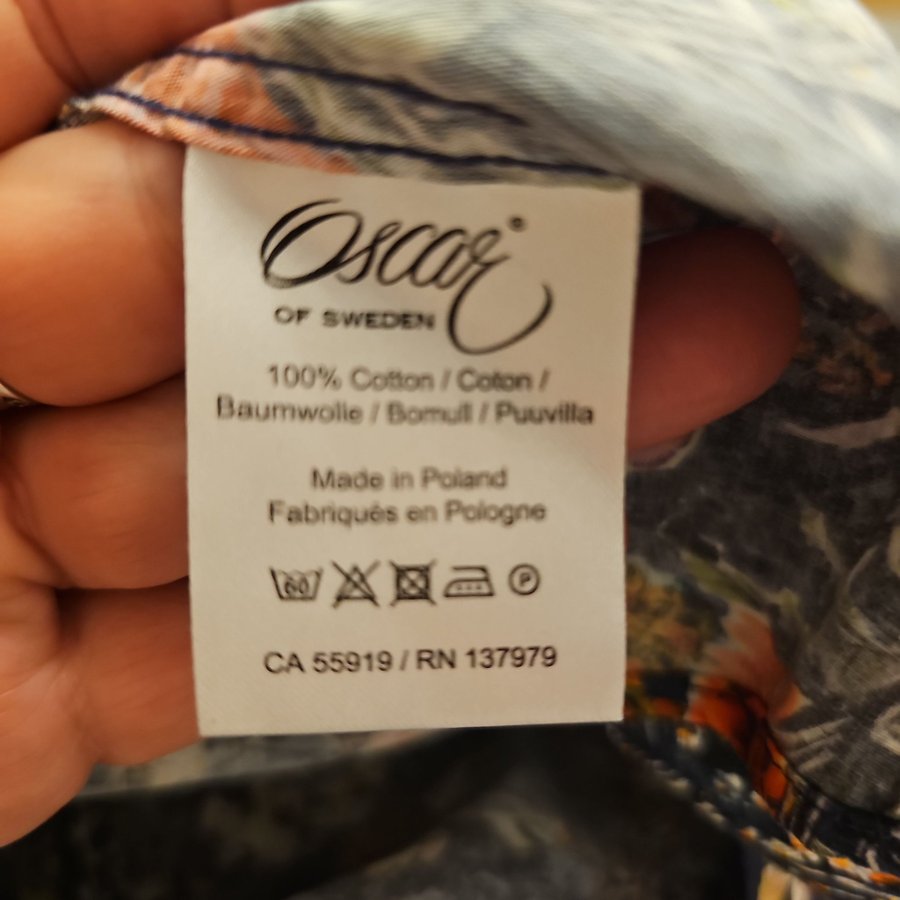 Oscar
OF SWEDEN
100% Cotton / Coton /
Baumwolle / Bomull / Puuvilla
Made in Poland
Fabriqués en Pologne
60 P
CA 55919 / RN 137979